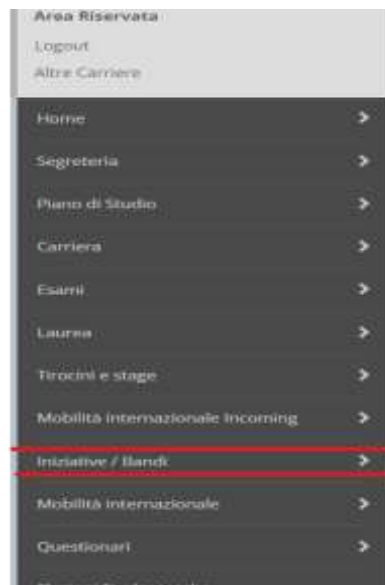 Area Riservata
Logout
Altre Carriere
Home
Segreteria
Piano di Studio
Carriera
Esami
Laurea
Tirocini e stage
Mobilità internazionale Incoming
Iniziative / Bandi
Mobilità internazionale
Questionari